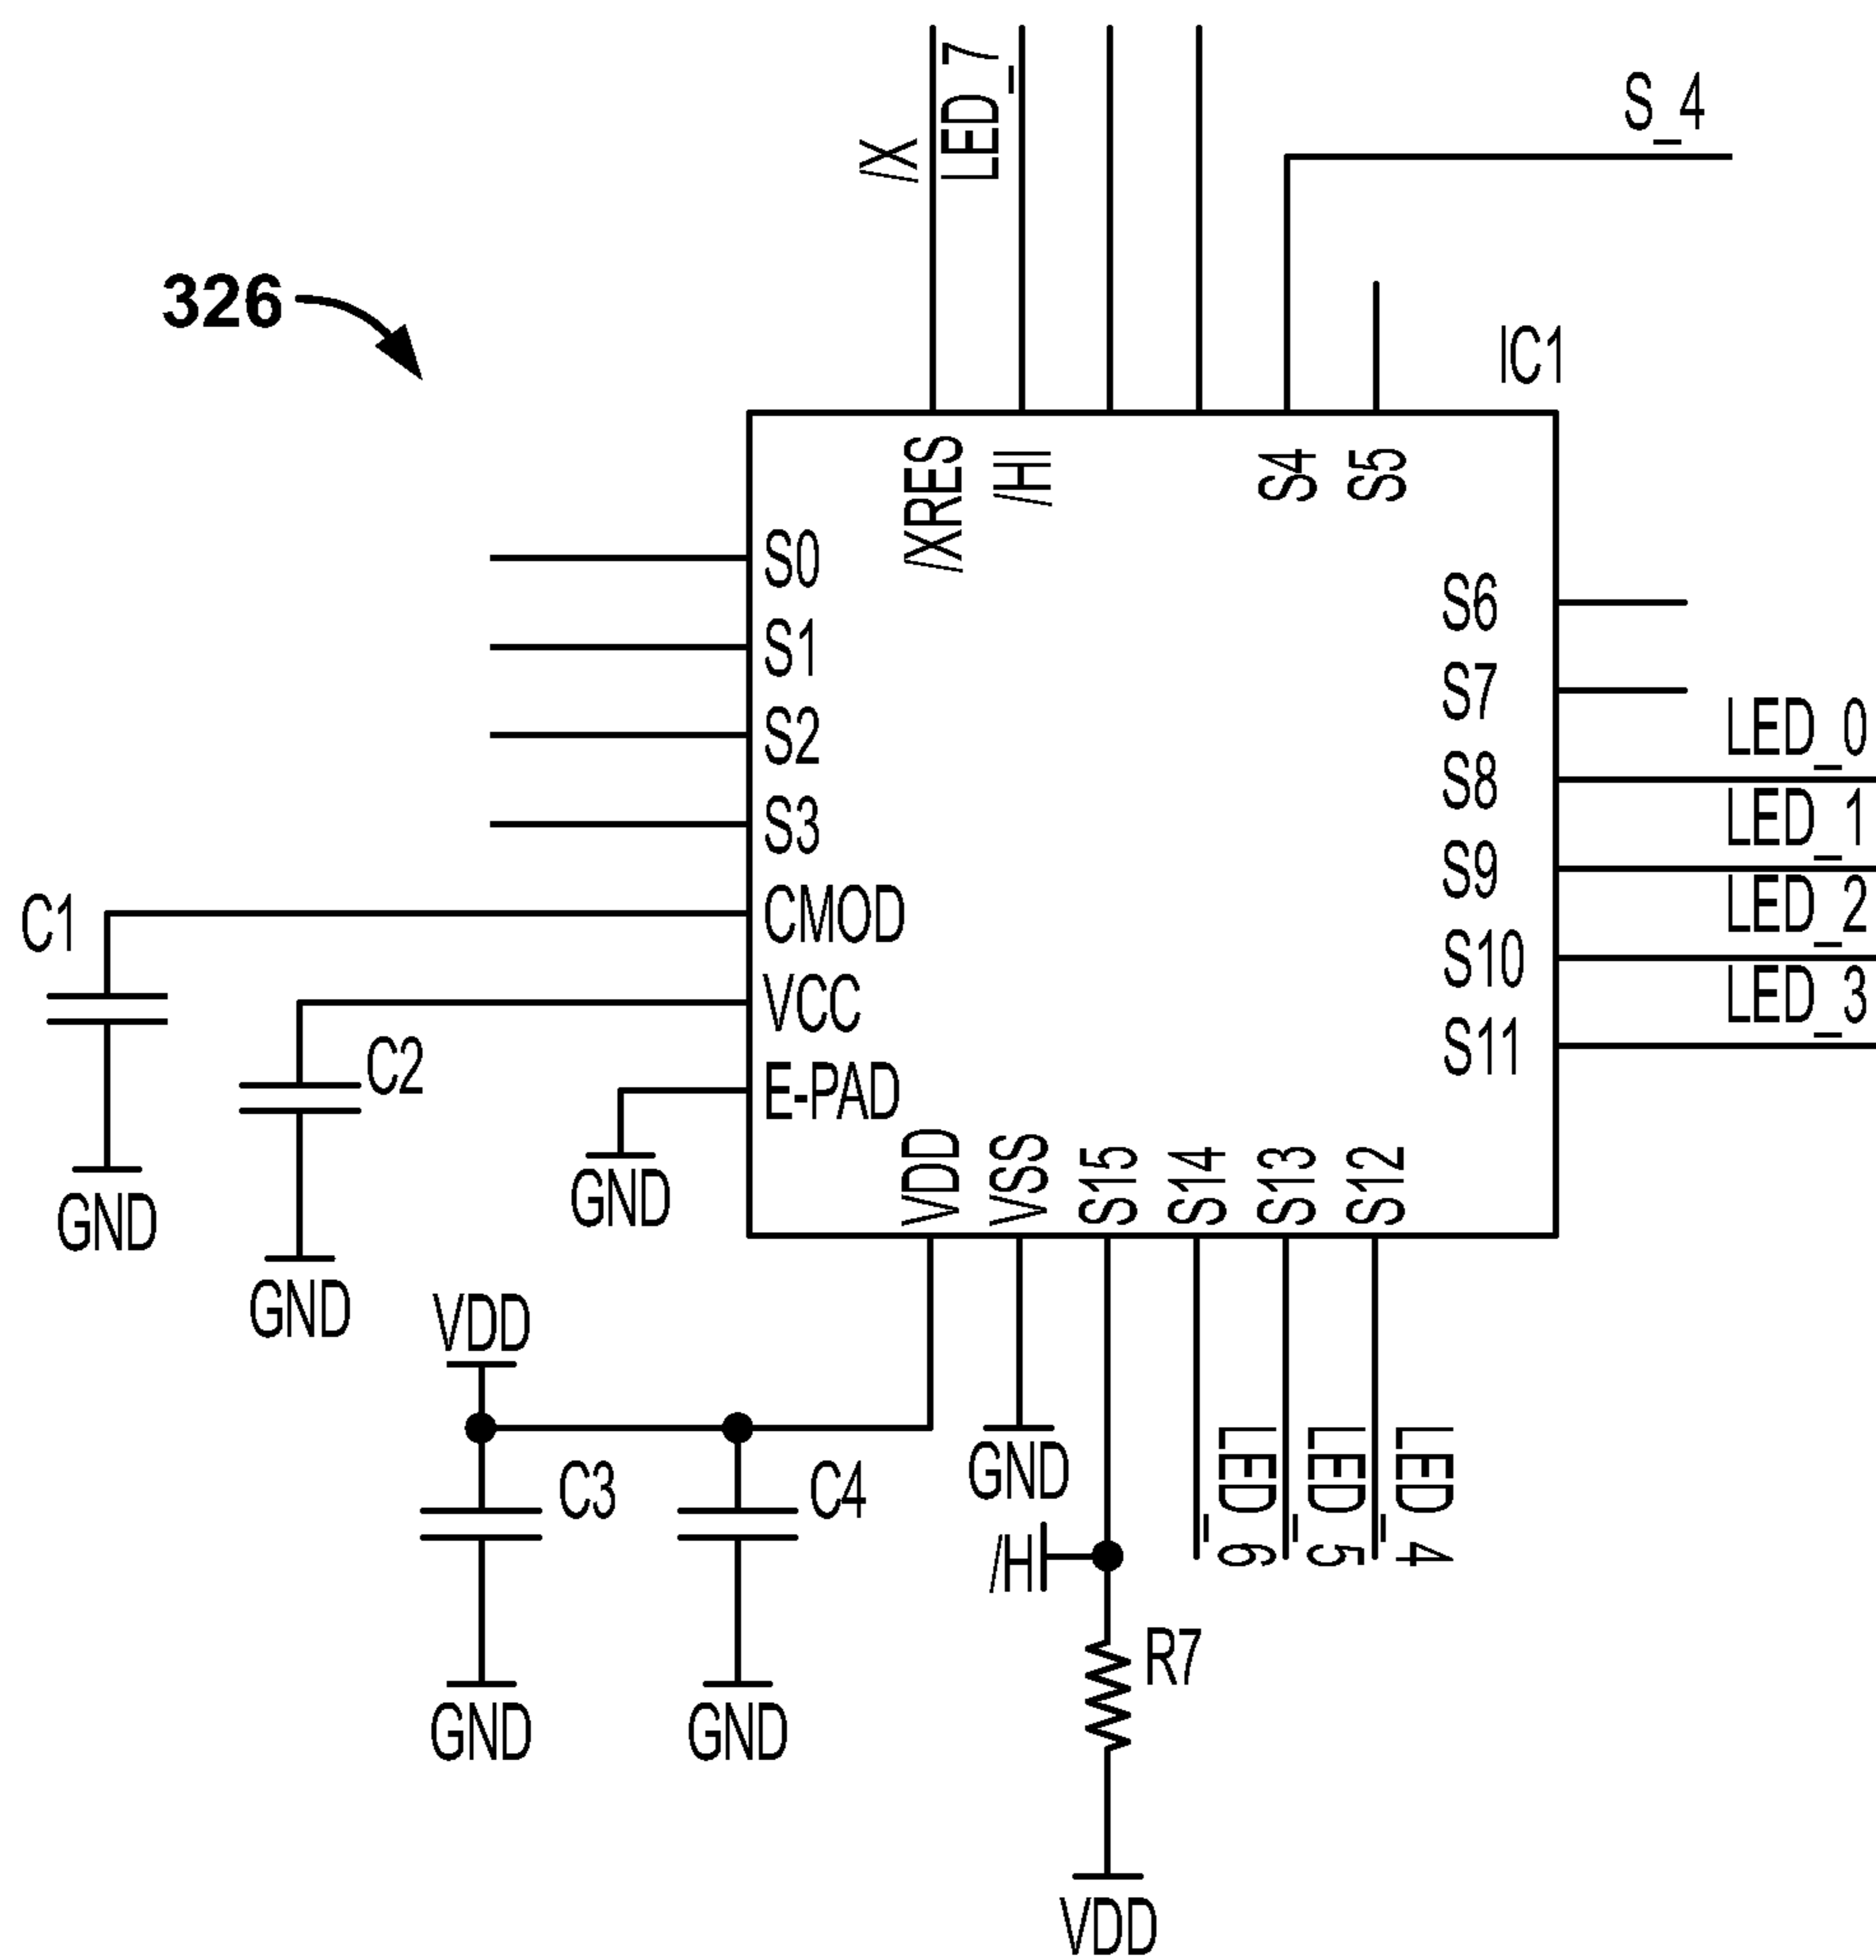 S_4
/X
LED_7
326
IC1
/XRES
/HI
S4
S5
S0
S1
S2
S3
CMOD
VCC
E-PAD
S6
S7
S8
S9
S10
S11
LED_0
LED_1
LED_2
LED_3
C1
C2
GND
GND
GND
VDD
VSS
S15
S14
S13
S12
VDD
C3
C4
GND
GND
GND
LED_6
LED_5
LED_4
/H
R7
VDD